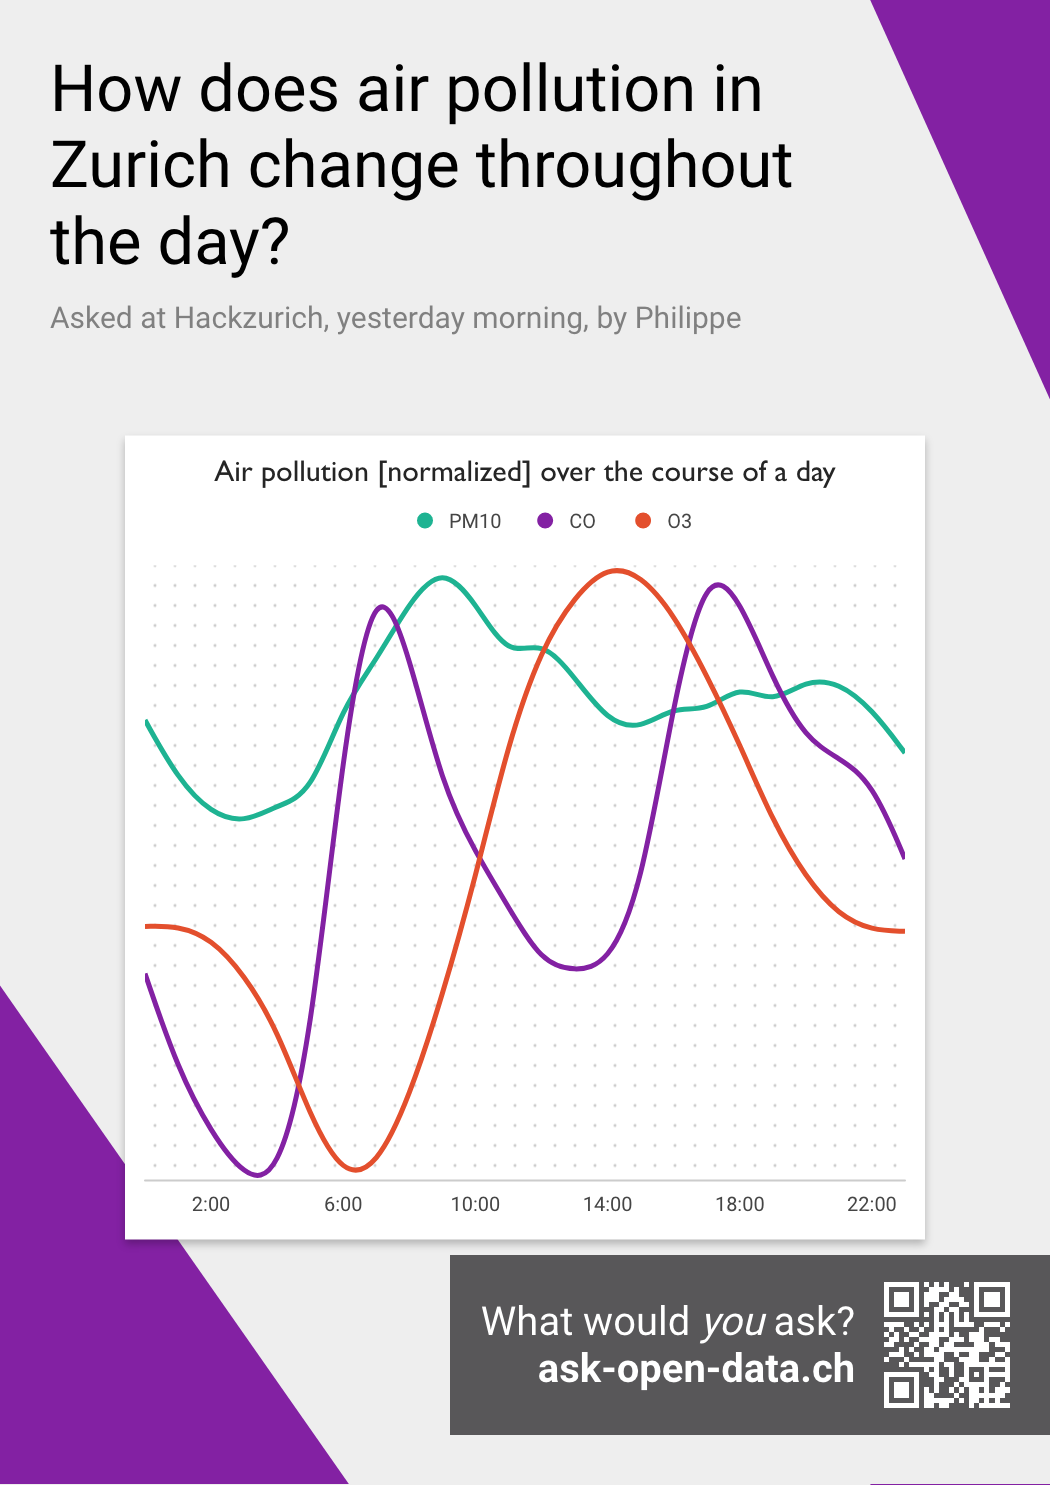 How does air pollution in
Zurich change throughout
the day?
Asked at Hackzurich, yesterday morning, by Philippe
Air pollution [normalized] over the course of a day
PM10 CO O3
2:00 6:00 10:00 14:00 18:00 22:00
What would you ask?
ask-open-data.ch